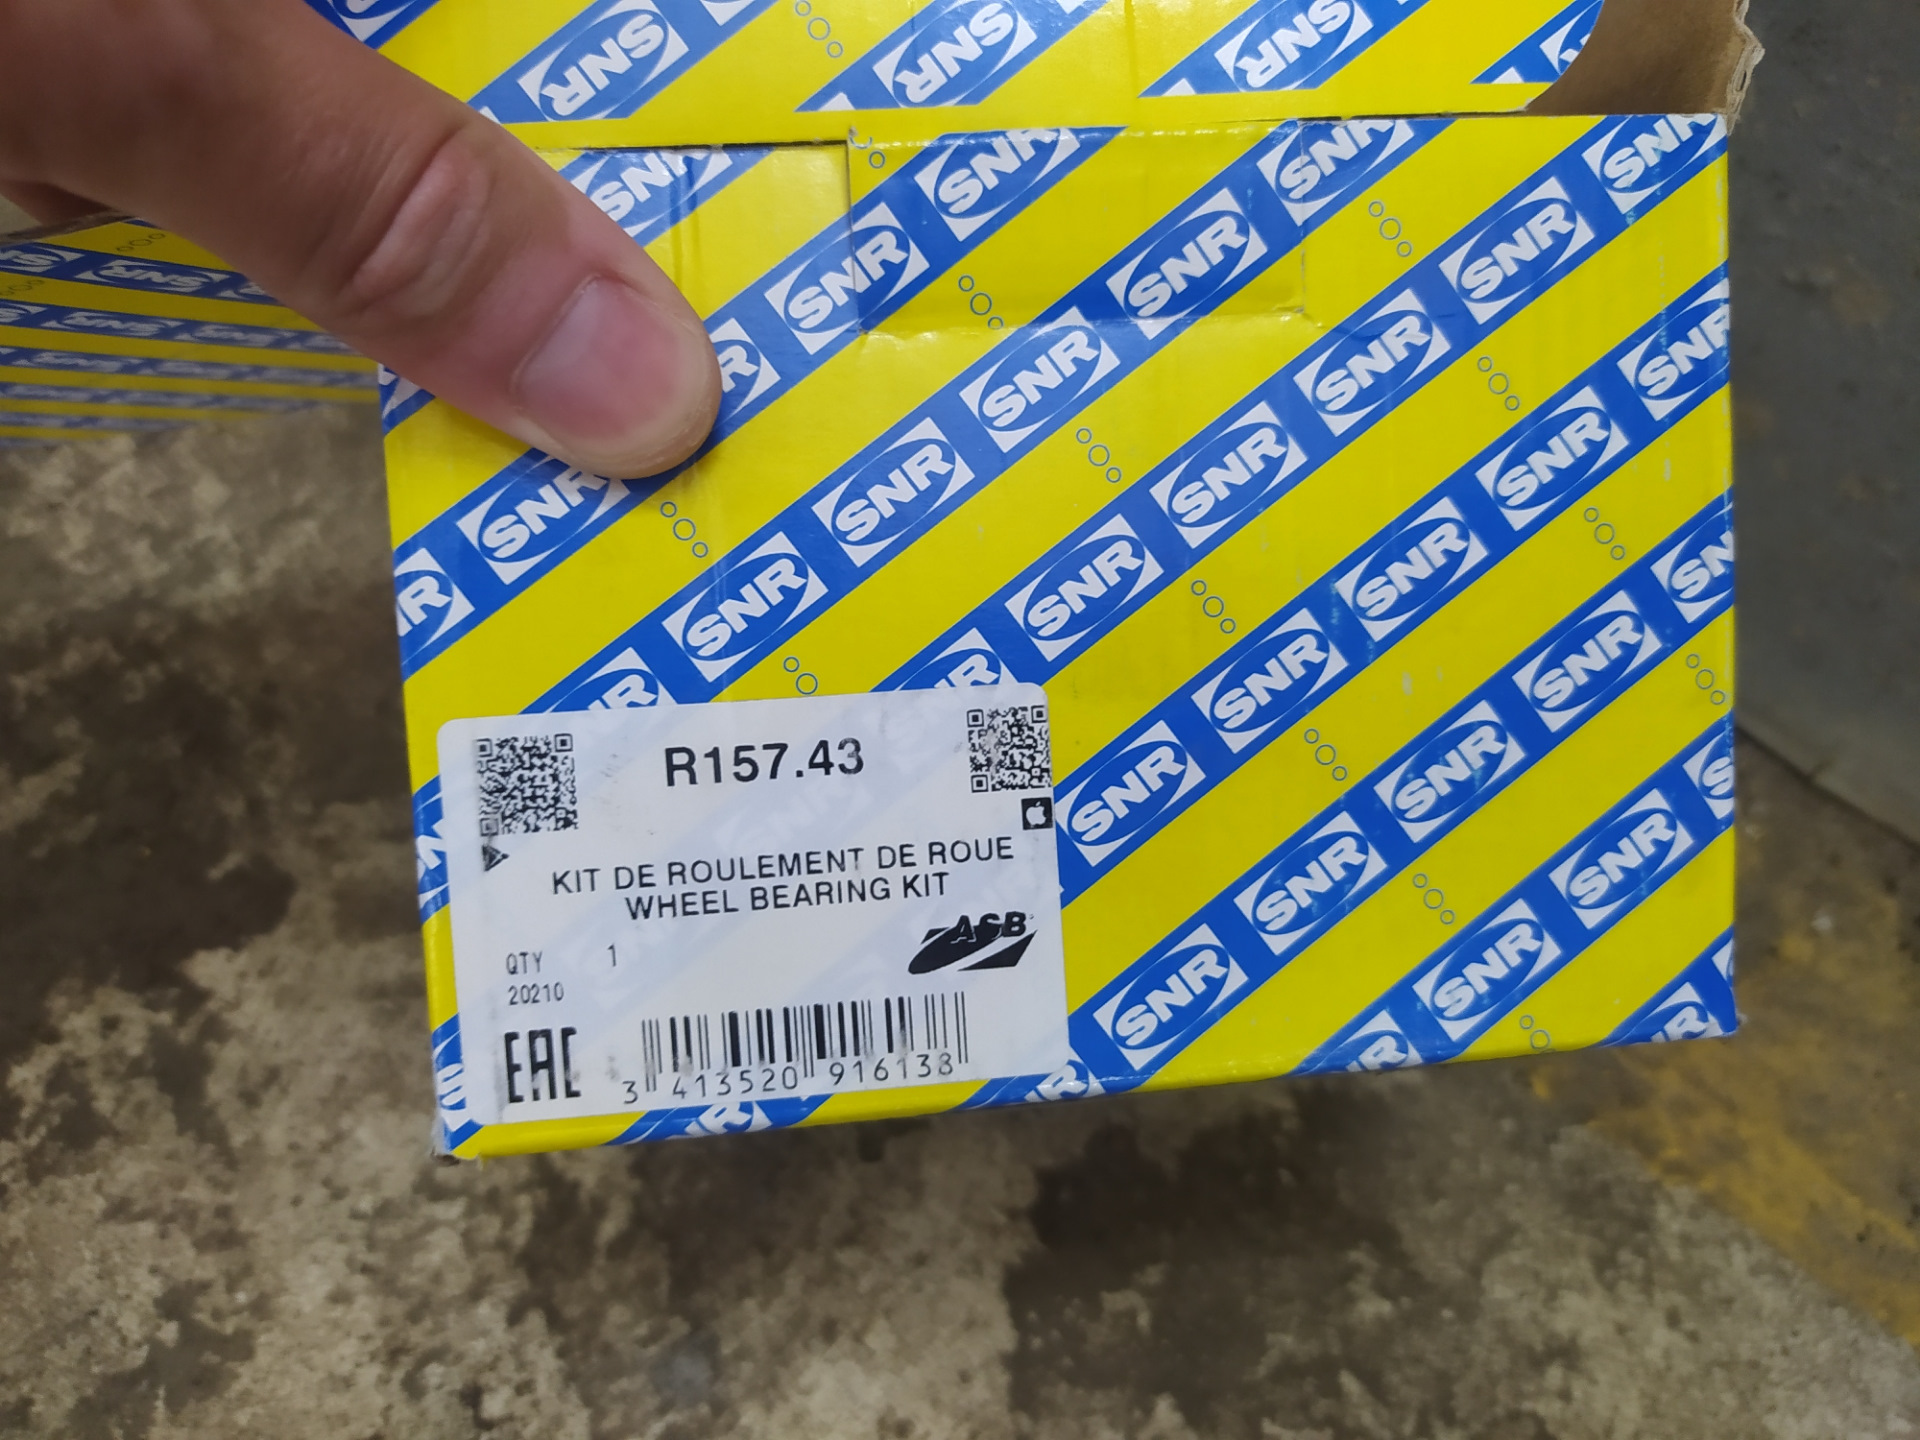 SNR
R157.43
KIT DE ROULEMENT DE ROUE
WHEEL BEARING KIT
ASB
QTY 1
20210
EAC
3 413520 916138